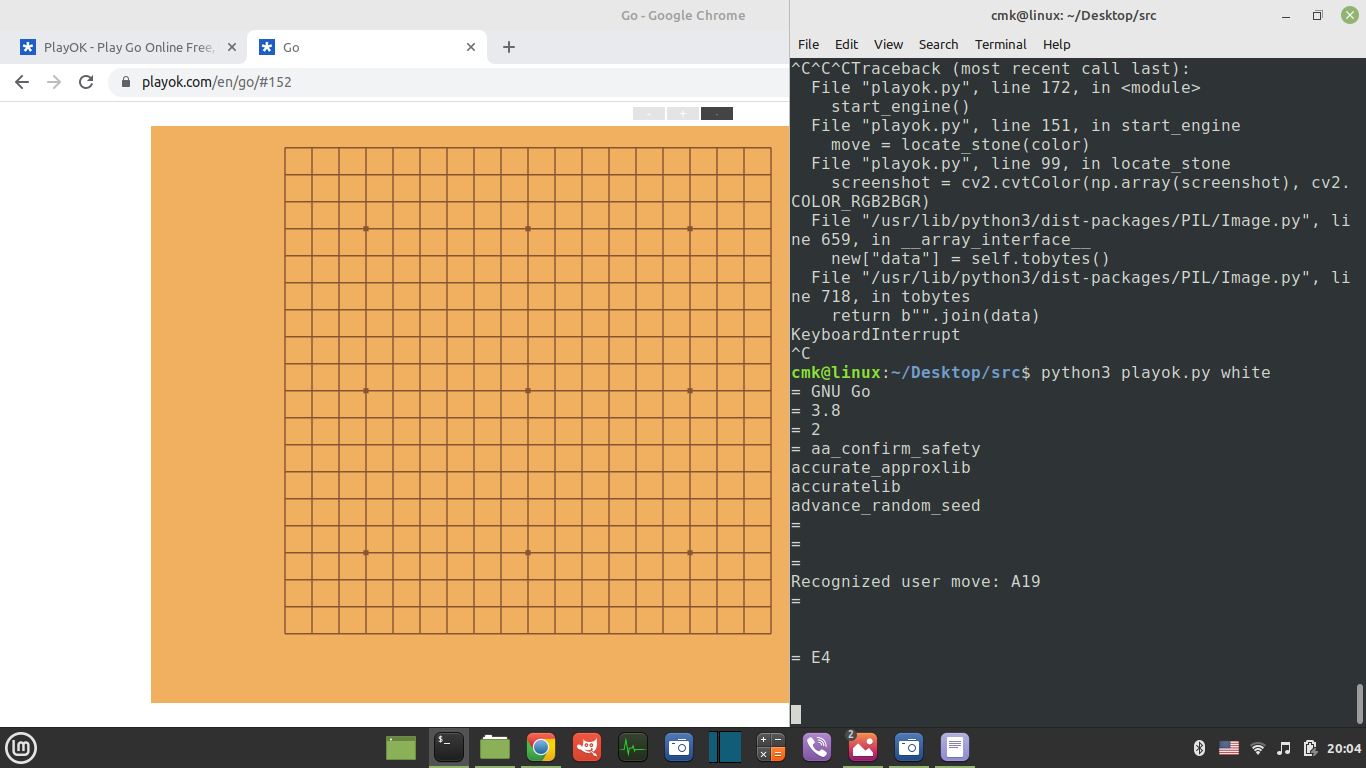 Go - Google Chrome
PlayOK - Play Go Online Free,
Go
playok.com/en/go/#152
- + -
cmk@linux: ~/Desktop/src
File Edit View Search Terminal Help
^C^C^CTraceback (most recent call last):
File "playok.py", line 172, in <module>
start_engine()
File "playok.py", line 151, in start_engine
move = locate_stone(color)
File "playok.py", line 99, in locate_stone
screenshot = cv2.cvtColor(np.array(screenshot), cv2.
COLOR_RGB2BGR)
File "/usr/lib/python3/dist-packages/PIL/Image.py", li
ne 659, in __array_interface__
new["data"] = self.tobytes()
File "/usr/lib/python3/dist-packages/PIL/Image.py", li
ne 718, in tobytes
return b"".join(data)
KeyboardInterrupt
^C
cmk@linux:~/Desktop/src$ python3 playok.py white
= GNU Go
= 3.8
= 2
= aa_confirm_safety
accurate_approxlib
accuratelib
advance_random_seed
=
=
=
Recognized user move: A19
=
= E4
$_
2
20:04